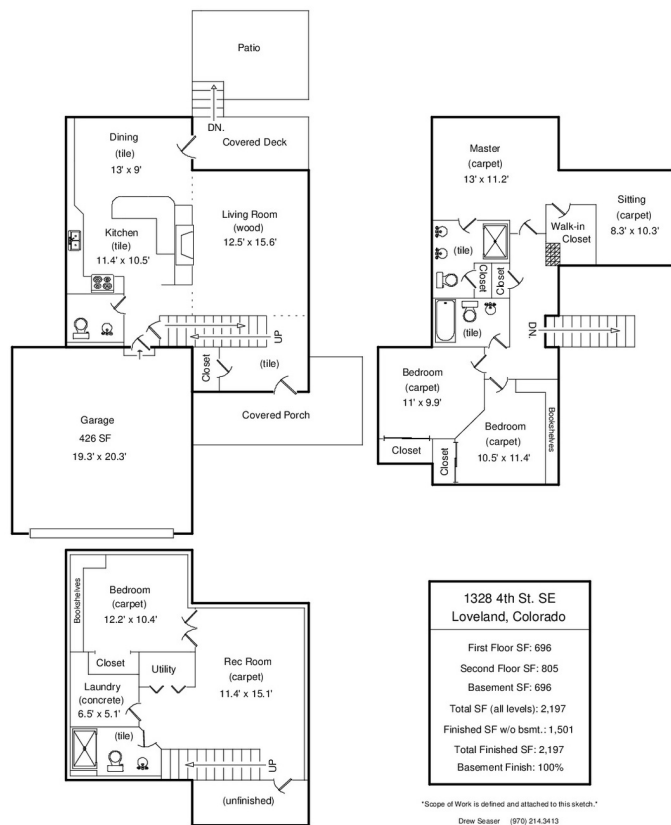 Patio
DN.
Covered Deck
Dining
(tile)
13' x 9'
Living Room
(wood)
12.5' x 15.6'
Kitchen
(tile)
11.4' x 10.5'
UP
Closet
(tile)
Covered Porch
Garage
426 SF
19.3' x 20.3'
Master
(carpet)
13' x 11.2'
Sitting
(carpet)
8.3' x 10.3'
Walk-in
Closet
(tile)
Closet
Closet
(tile)
DN.
Bedroom
(carpet)
11' x 9.9'
Bedroom
(carpet)
10.5' x 11.4'
Bookshelves
Closet
Closet
Bookshelves
Bedroom
(carpet)
12.2' x 10.4'
Closet
Utility
Rec Room
(carpet)
11.4' x 15.1'
Laundry
(concrete)
6.5' x 5.1'
(tile)
UP
(unfinished)
1328 4th St. SE
Loveland, Colorado
First Floor SF: 696
Second Floor SF: 805
Basement SF: 696
Total SF (all levels): 2,197
Finished SF w/o bsmt.: 1,501
Total Finished SF: 2,197
Basement Finish: 100%
*Scope of Work is defined and attached to this sketch.*
Drew Seaser (970) 214.3413